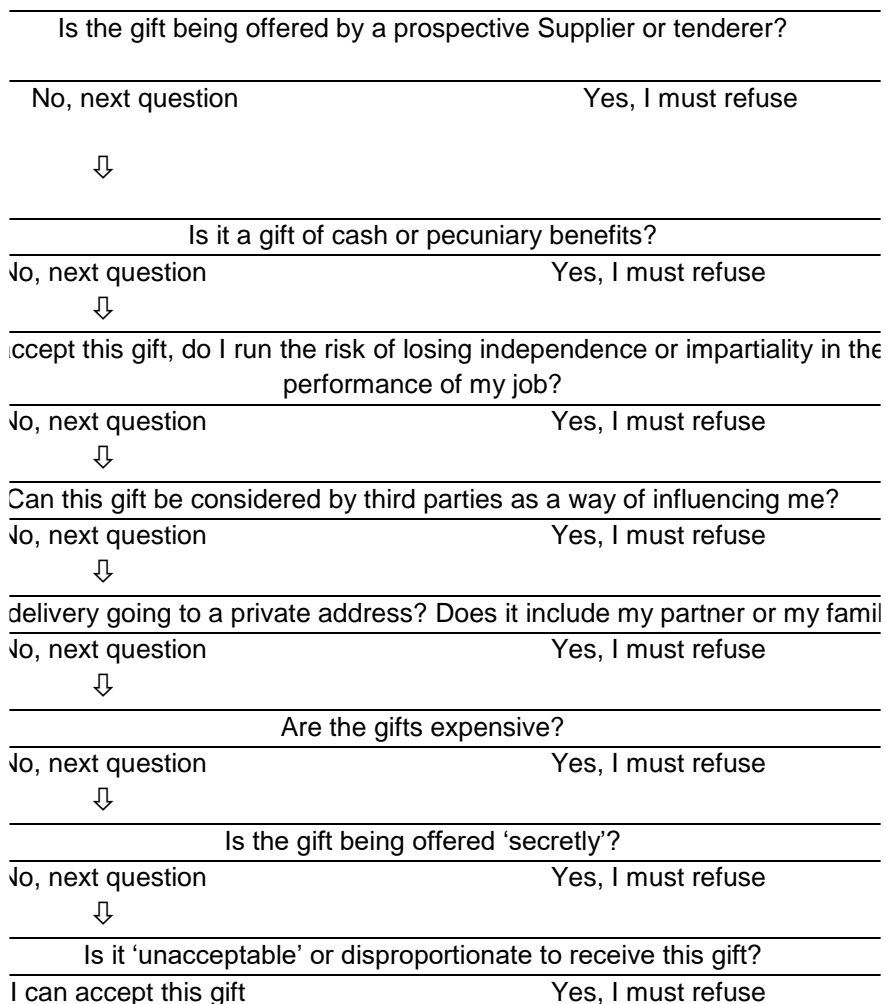 Is the gift being offered by a prospective Supplier or tenderer?
No, next question Yes, I must refuse
⇩
Is it a gift of cash or pecuniary benefits?
No, next question Yes, I must refuse
⇩
accept this gift, do I run the risk of losing independence or impartiality in the
performance of my job?
No, next question Yes, I must refuse
⇩
Can this gift be considered by third parties as a way of influencing me?
No, next question Yes, I must refuse
⇩
delivery going to a private address? Does it include my partner or my famil
No, next question Yes, I must refuse
⇩
Are the gifts expensive?
No, next question Yes, I must refuse
⇩
Is the gift being offered ‘secretly’?
No, next question Yes, I must refuse
⇩
Is it ‘unacceptable’ or disproportionate to receive this gift?
I can accept this gift Yes, I must refuse